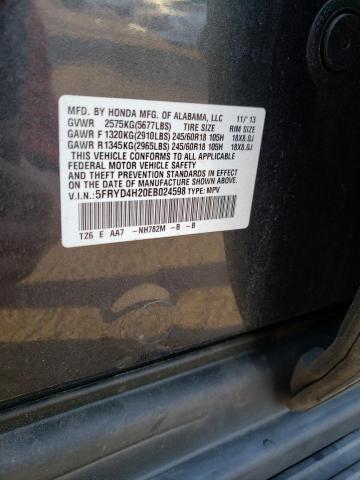 MFD. BY HONDA MFG. OF ALABAMA, LLC 11/'13
GVWR 2575KG(5677LBS) TIRE SIZE RIM SIZE
GAWR F 1320KG(2910LBS) 245/60R18 105H 18X8.0J
GAWR R1345KG(2965LBS) 245/60R18 105H 18X8.0J
THIS VEHICLE CONFORMS TO ALL APPLICABLE
FEDERAL MOTOR VEHICLE SAFETY
AND THEFT PREVENTION STANDARDS IN EFFECT
ON THE DATE OF MANUFACTURE SHOWN ABOVE.
V.I.N.:5FRYD4H20EB024598 TYPE: MPV
TZ6 E AA7 -NH782M -B -B